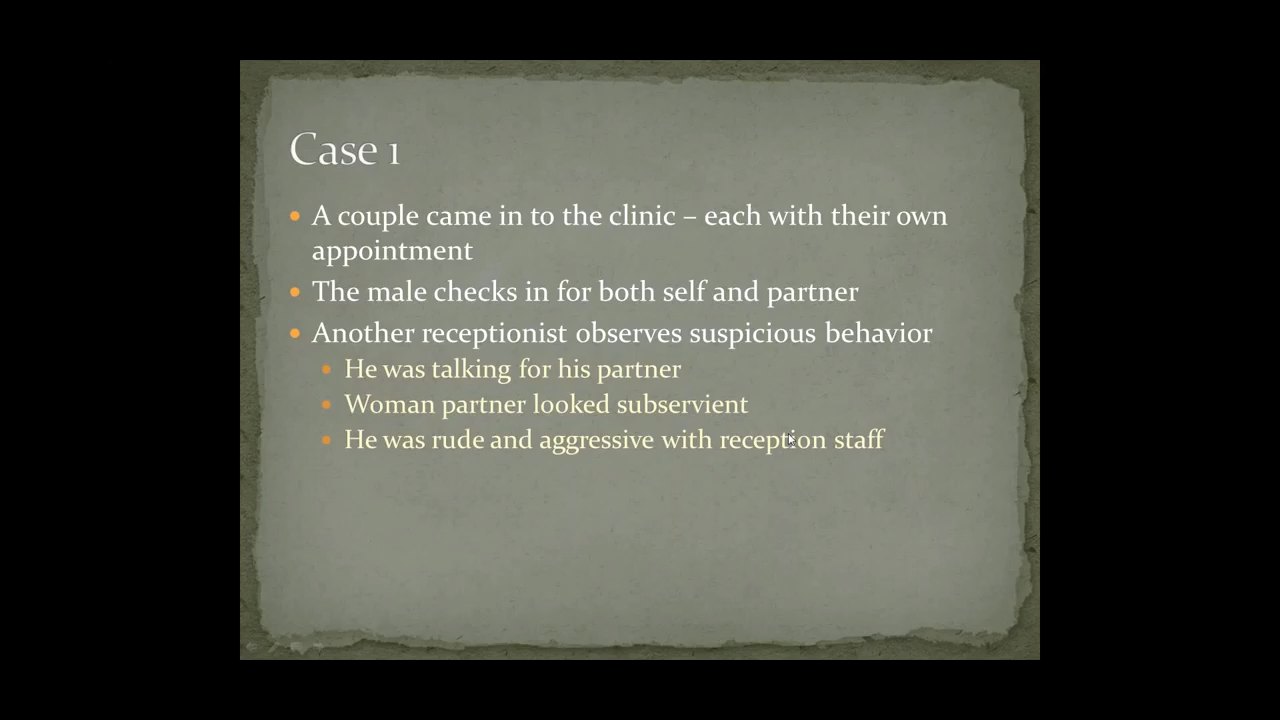 Case 1
A couple came in to the clinic – each with their own
appointment
The male checks in for both self and partner
Another receptionist observes suspicious behavior
He was talking for his partner
Woman partner looked subservient
He was rude and aggressive with reception staff